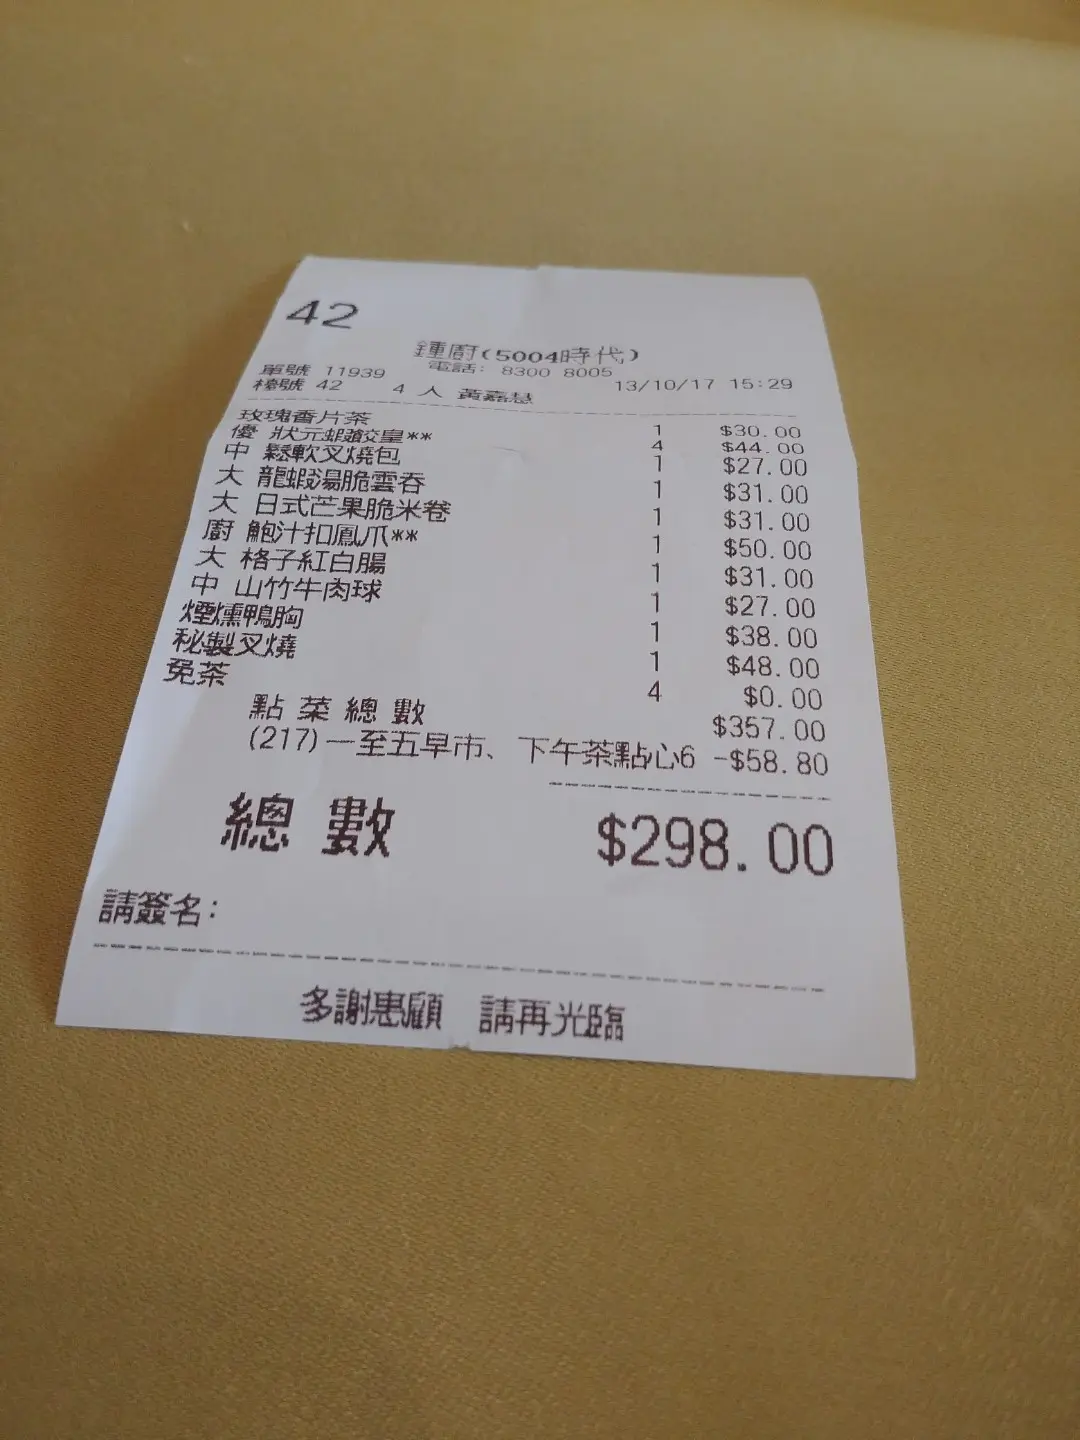 42
鍾廚(5004時代)
電話: 8300 8005
單號 11939 13/10/17 15:29
檯號 42 4 人 黃嘉慧
玫瑰香片茶 1 $30.00
優 狀元蝦餃皇** 4 $44.00
中 鬆軟叉燒包 1 $27.00
大 龍蝦湯脆雲吞 1 $31.00
大 日式芒果脆米卷 1 $31.00
廚 鮑汁扣鳳爪** 1 $50.00
大 格子紅白腸 1 $31.00
中 山竹牛肉球 1 $27.00
煙燻鴨胸 1 $38.00
秘製叉燒 1 $48.00
免茶 4 $0.00
點 菜 總 數 $357.00
(217)一至五早市、下午茶點心6 -$58.80
總 數 $298.00
請簽名:
多謝惠顧 請再光臨